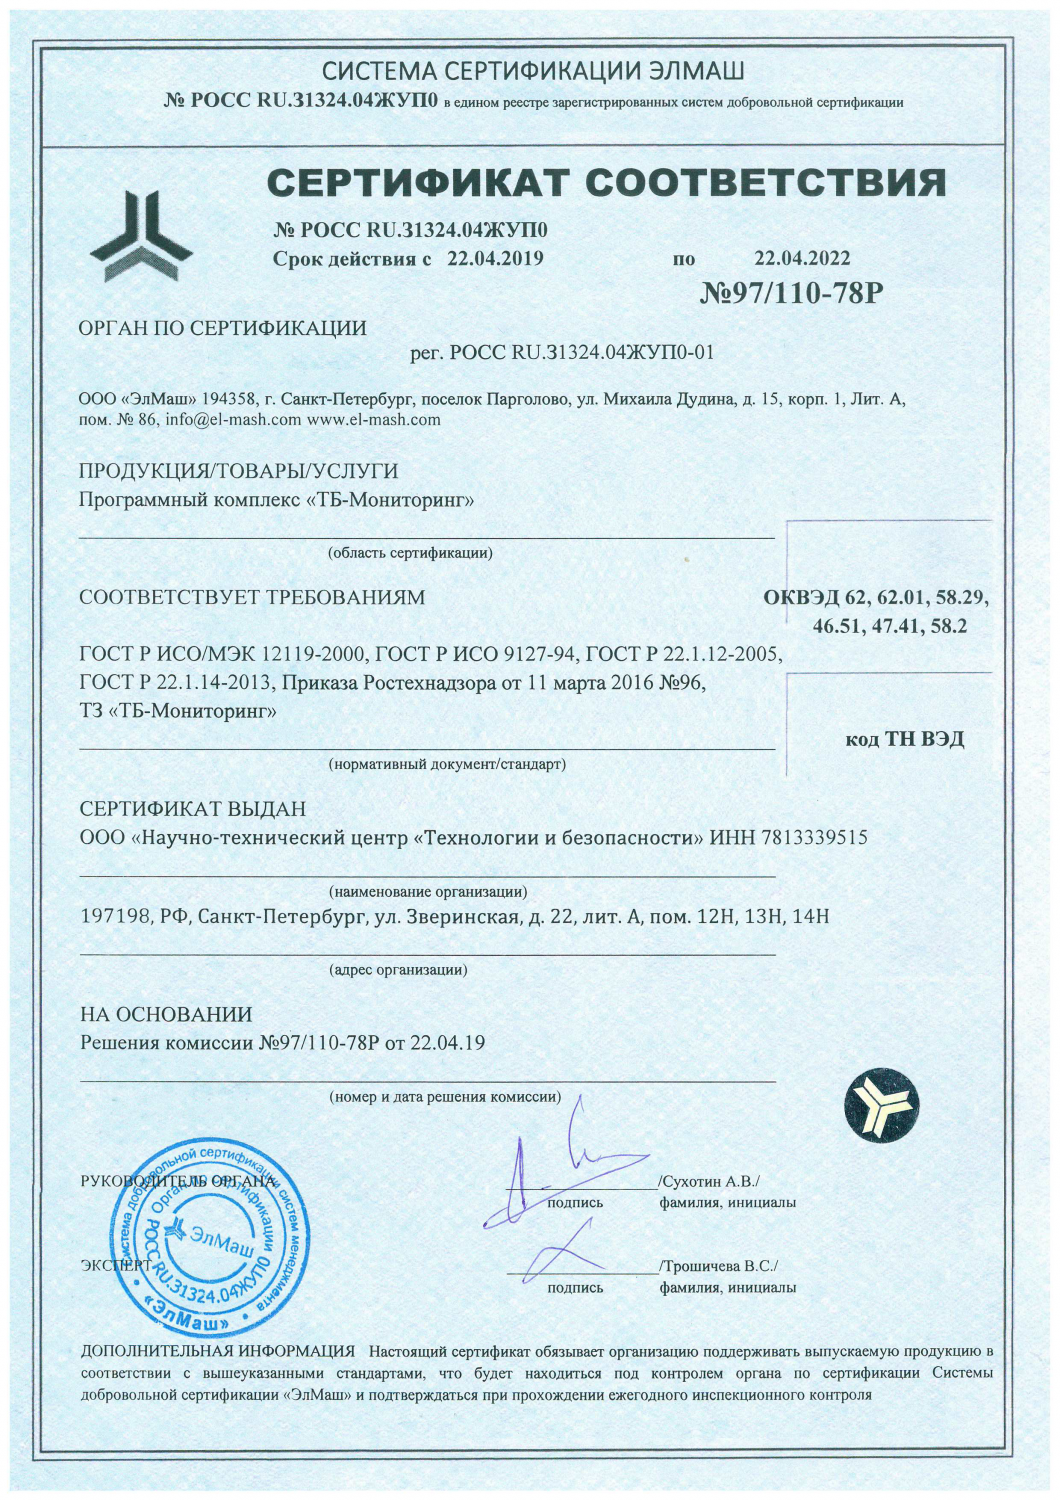 СИСТЕМА СЕРТИФИКАЦИИ ЭЛМАШ
№ РОСС RU.З1324.04ЖУП0 в едином реестре зарегистрированных систем добровольной сертификации
СЕРТИФИКАТ СООТВЕТСТВИЯ
№ РОСС RU.З1324.04ЖУП0
Срок действия с 22.04.2019 по 22.04.2022
№97/110-78Р
ОРГАН ПО СЕРТИФИКАЦИИ
рег. РОСС RU.З1324.04ЖУП0-01
ООО «ЭлМаш» 194358, г. Санкт-Петербург, поселок Парголово, ул. Михаила Дудина, д. 15, корп. 1, Лит. А,
пом. № 86, info@el-mash.com www.el-mash.com
ПРОДУКЦИЯ/ТОВАРЫ/УСЛУГИ
Программный комплекс «ТБ-Мониторинг»
(область сертификации)
СООТВЕТСТВУЕТ ТРЕБОВАНИЯМ
ОКВЭД 62, 62.01, 58.29,
46.51, 47.41, 58.2
ГОСТ Р ИСО/МЭК 12119-2000, ГОСТ Р ИСО 9127-94, ГОСТ Р 22.1.12-2005,
ГОСТ Р 22.1.14-2013, Приказа Ростехнадзора от 11 марта 2016 №96,
ТЗ «ТБ-Мониторинг»
код ТН ВЭД
(нормативный документ/стандарт)
СЕРТИФИКАТ ВЫДАН
ООО «Научно-технический центр «Технологии и безопасности» ИНН 7813339515
(наименование организации)
197198, РФ, Санкт-Петербург, ул. Зверинская, д. 22, лит. А, пом. 12Н, 13Н, 14Н
(адрес организации)
НА ОСНОВАНИИ
Решения комиссии №97/110-78Р от 22.04.19
(номер и дата решения комиссии)
РУКОВОДИТЕЛЬ ОРГАНА /Сухотин А.В./
подпись фамилия, инициалы
ЭКСПЕРТ /Трошичева В.С./
подпись фамилия, инициалы
Система добровольной сертификации систем менеджмента
«ЭлМаш»
Орган по сертификации
РОСС RU.31324.04ЖУП0
ЭлМаш
ДОПОЛНИТЕЛЬНАЯ ИНФОРМАЦИЯ Настоящий сертификат обязывает организацию поддерживать выпускаемую продукцию в
соответствии с вышеуказанными стандартами, что будет находиться под контролем органа по сертификации Системы
добровольной сертификации «ЭлМаш» и подтверждаться при прохождении ежегодного инспекционного контроля